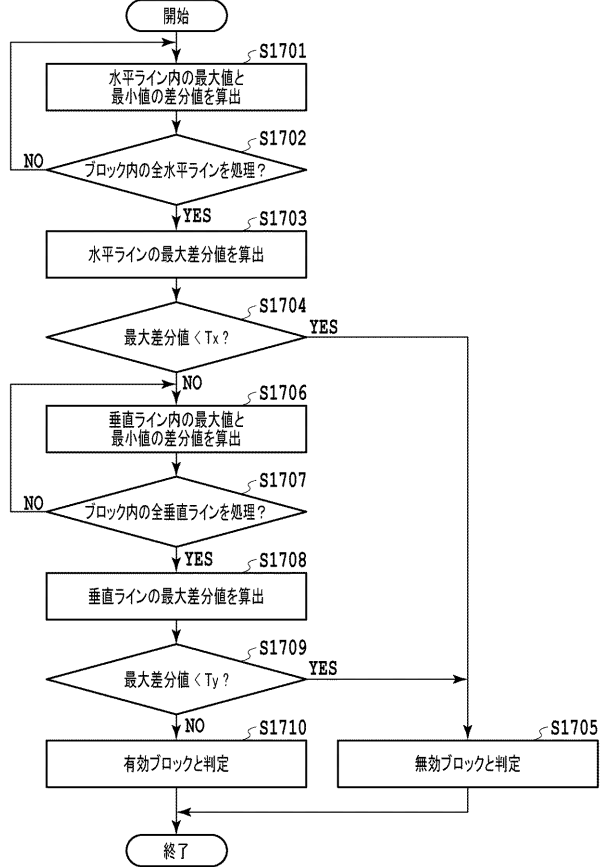 開始
S1701
水平ライン内の最大値と
最小値の差分値を算出
S1702
ブロック内の全水平ラインを処理?
NO
YES
S1703
水平ラインの最大差分値を算出
S1704
最大差分値<Tx?
YES
NO
S1706
垂直ライン内の最大値と
最小値の差分値を算出
S1707
ブロック内の全垂直ラインを処理?
NO
YES
S1708
垂直ラインの最大差分値を算出
S1709
最大差分値<Ty?
YES
NO
S1710
有効ブロックと判定
S1705
無効ブロックと判定
終了